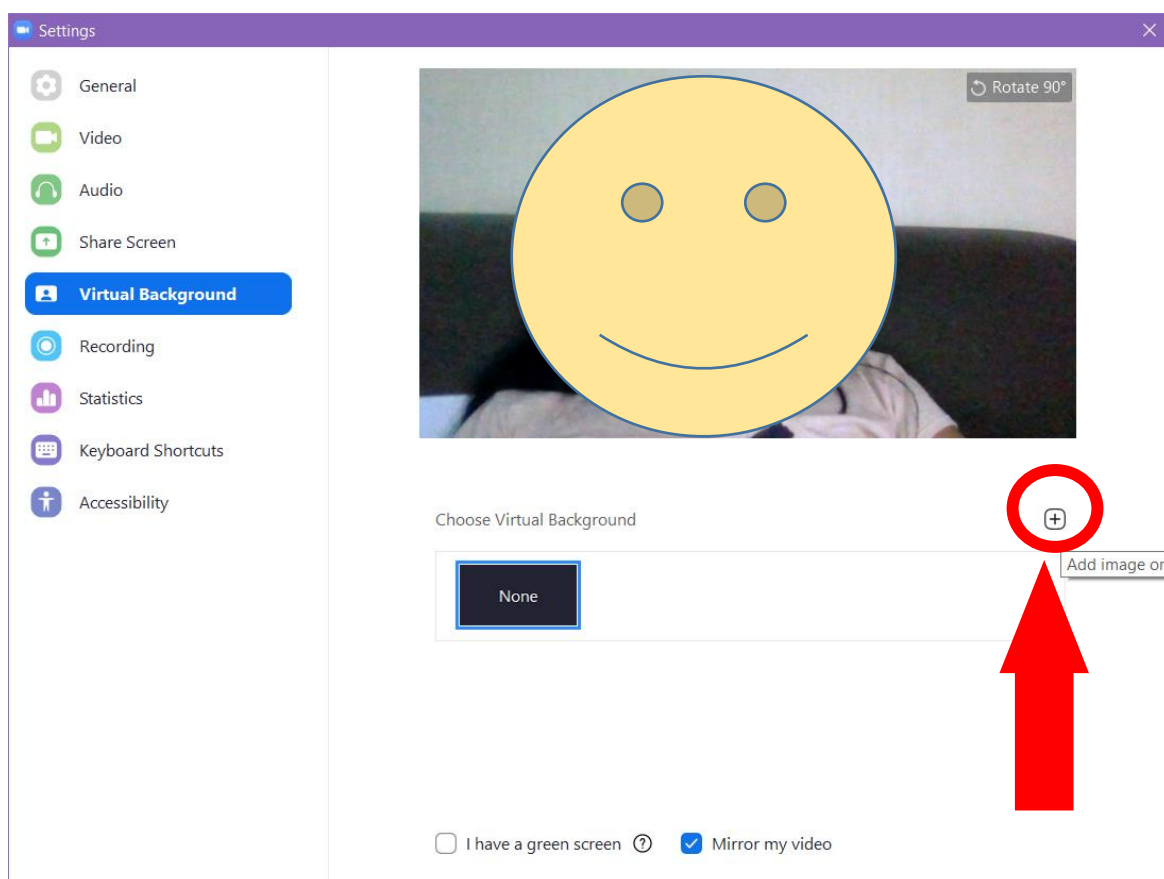 Settings
General
Video
Audio
Share Screen
Virtual Background
Recording
Statistics
Keyboard Shortcuts
Accessibility
Rotate 90°
Choose Virtual Background
Add image or
None
I have a green screen
Mirror my video